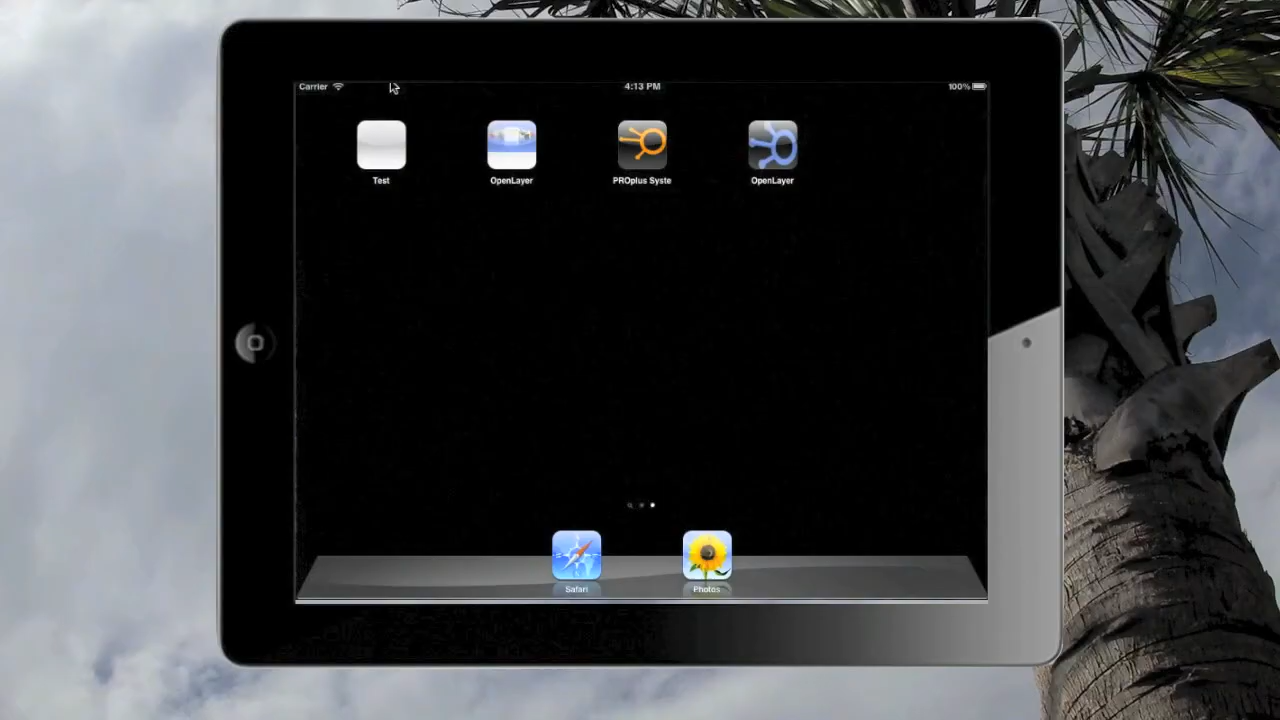 Carrier 4:13 PM 100%
Test OpenLayer PROplus Syste OpenLayer
Safari Photos